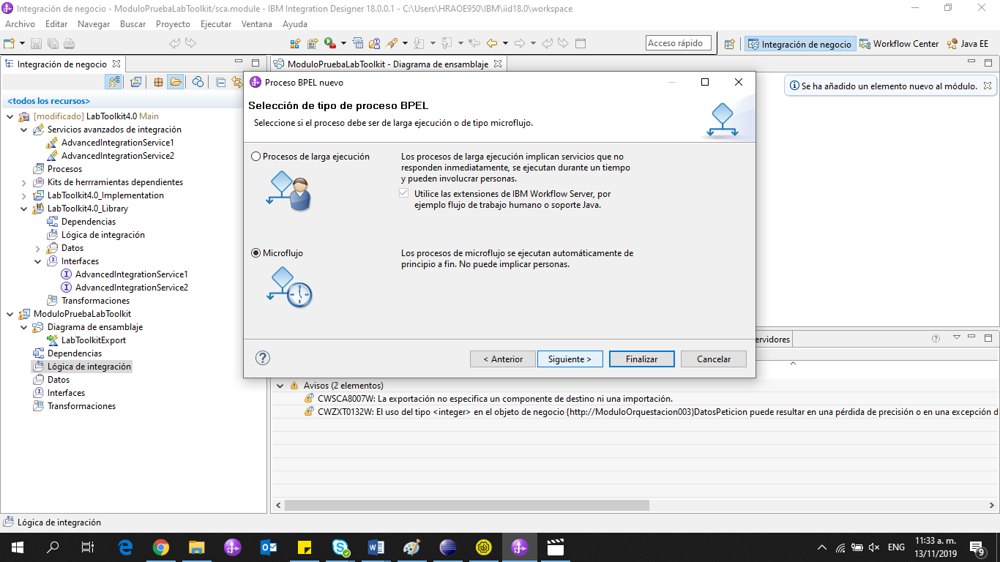 Integración de negocio - ModuloPruebaLabToolkit/sca.module - IBM Integration Designer 18.0.0.1 - C:\Users\HRAOE950\IBM\iid18.0\workspace
Archivo Editar Navegar Buscar Proyecto Ejecutar Ventana Ayuda
Acceso rápido Integración de negocio Workflow Center Java EE
Integración de negocio
ModuloPruebaLabToolkit - Diagrama de ensamblaje
<todos los recursos>
[modificado] LabToolkit4.0 Main
Servicios avanzados de integración
AdvancedIntegrationService1
AdvancedIntegrationService2
Procesos
Kits de herrramientas dependientes
LabToolkit4.0_Implementation
LabToolkit4.0_Library
Dependencias
Lógica de integración
Datos
Interfaces
AdvancedIntegrationService1
AdvancedIntegrationService2
Transformaciones
ModuloPruebaLabToolkit
Diagrama de ensamblaje
LabToolkitExport
Dependencias
Lógica de integración
Datos
Interfaces
Transformaciones
Proceso BPEL nuevo
Selección de tipo de proceso BPEL
Seleccione si el proceso debe ser de larga ejecución o de tipo microflujo.
Procesos de larga ejecución
Los procesos de larga ejecución implican servicios que no
responden inmediatamente, se ejecutan durante un tiempo
y pueden involucrar personas.
Utilice las extensiones de IBM Workflow Server, por
ejemplo flujo de trabajo humano o soporte Java.
Microflujo
Los procesos de microflujo se ejecutan automáticamente de
principio a fin. No puede implicar personas.
< Anterior Siguiente > Finalizar Cancelar
Se ha añadido un elemento nuevo al módulo.
ervidores
Avisos (2 elementos)
CWSCA8007W: La exportación no especifica un componente de destino ni una importación.
CWZXT0132W: El uso del tipo <integer> en el objeto de negocio {http://ModuloOrquestacion003}DatosPeticion puede resultar en una pérdida de precisión o en una excepción d
Lógica de integración
ENG
11:33 a. m.
13/11/2019
9